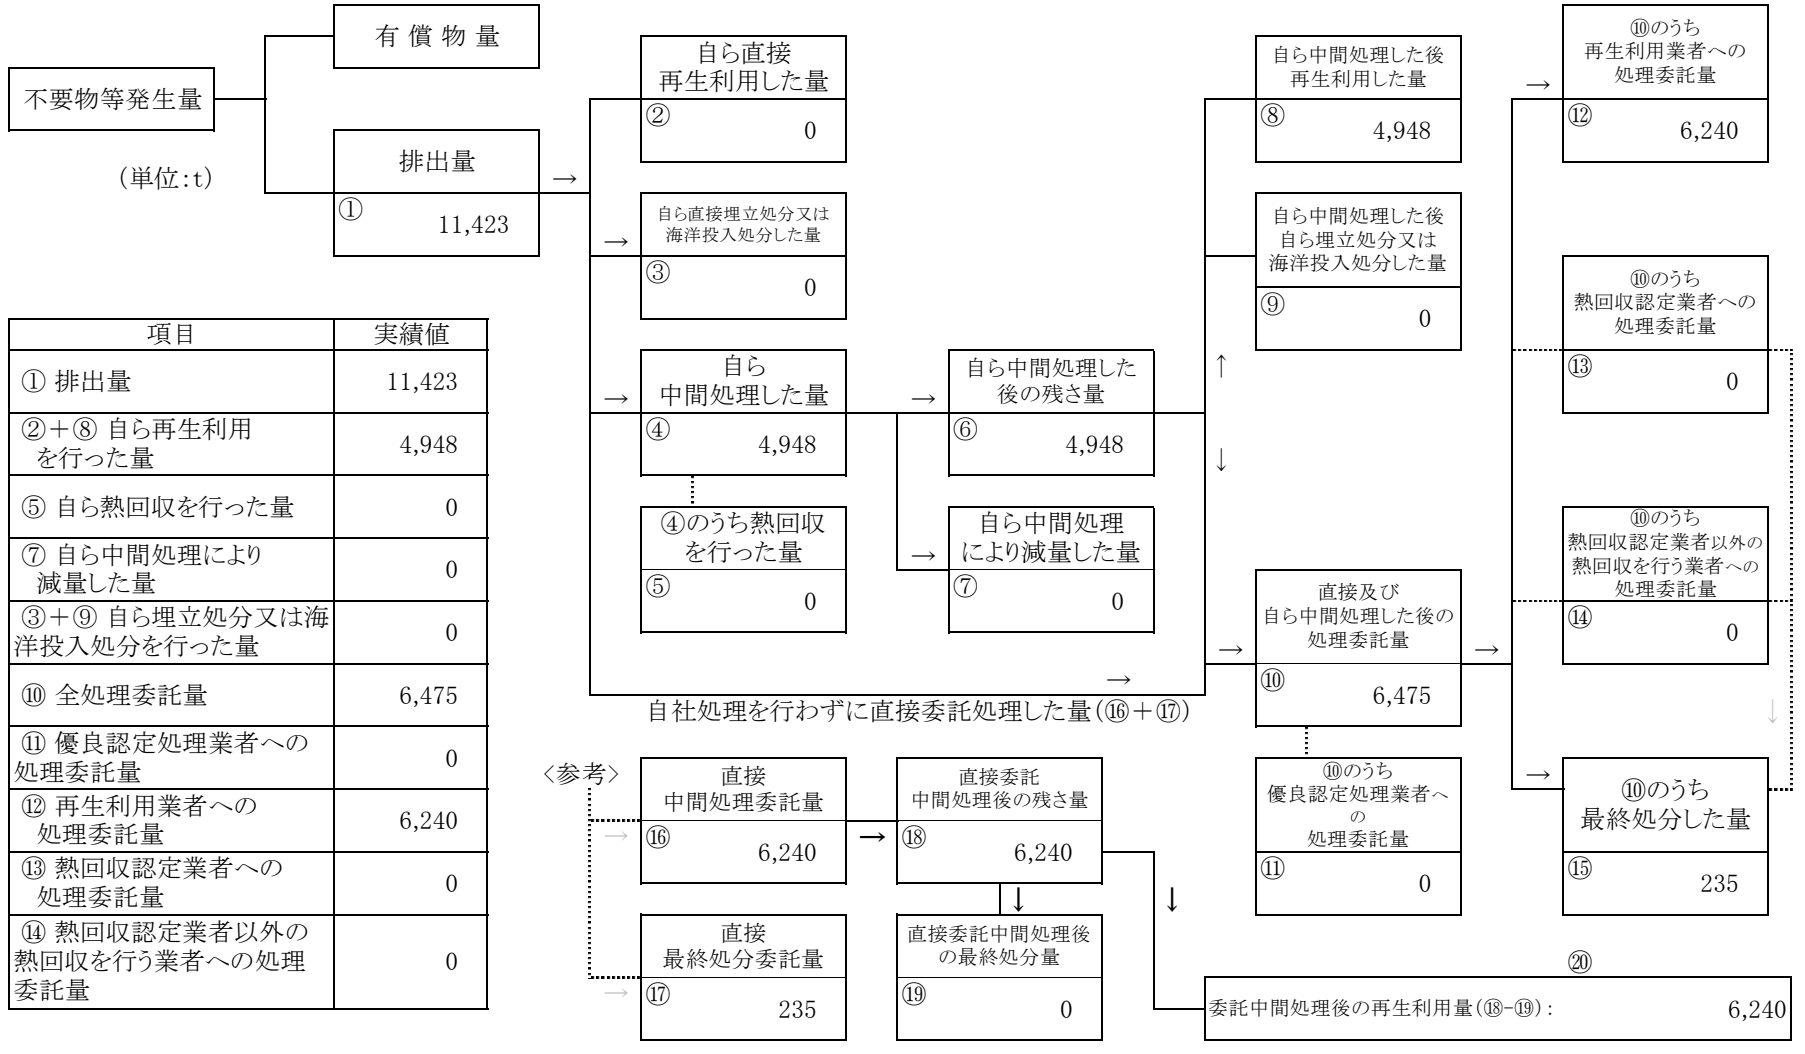 不要物等発生量
有償物量
排出量
①
11,423
(単位:t)
→
自ら直接
再生利用した量
②
0
→
自ら直接埋立処分又は
海洋投入処分した量
③
0
→
自ら
中間処理した量
④
4,948
④のうち熱回収
を行った量
⑤
0
→
自ら中間処理した
後の残さ量
⑥
4,948
→
自ら中間処理
により減量した量
⑦
0
↑
↓
自ら中間処理した後
再生利用した量
⑧
4,948
自ら中間処理した後
自ら埋立処分又は
海洋投入処分した量
⑨
0
→
自社処理を行わずに直接委託処理した量(⑯+⑰)
→
直接及び
自ら中間処理した後の
処理委託量
⑩
6,475
⑩のうち
優良認定処理業者へ
の
処理委託量
⑪
0
→
→
⑩のうち
再生利用業者への
処理委託量
⑫
6,240
⑩のうち
熱回収認定業者への
処理委託量
⑬
0
⑩のうち
熱回収認定業者以外の
熱回収を行う業者への
処理委託量
⑭
0
↓
→
⑩のうち
最終処分した量
⑮
235
項目 実績値
① 排出量 11,423
②+⑧ 自ら再生利用
を行った量 4,948
⑤ 自ら熱回収を行った量 0
⑦ 自ら中間処理により
減量した量 0
③+⑨ 自ら埋立処分又は海
洋投入処分を行った量 0
⑩ 全処理委託量 6,475
⑪ 優良認定処理業者への
処理委託量 0
⑫ 再生利用業者への
処理委託量 6,240
⑬ 熱回収認定業者への
処理委託量 0
⑭ 熱回収認定業者以外の
熱回収を行う業者への処理
委託量 0
<参考>
→
直接
中間処理委託量
⑯
6,240
→
直接委託
中間処理後の残さ量
⑱
6,240
↓
↓
→
直接
最終処分委託量
⑰
235
直接委託中間処理後
の最終処分量
⑲
0
⑳
委託中間処理後の再生利用量(⑱-⑲): 6,240